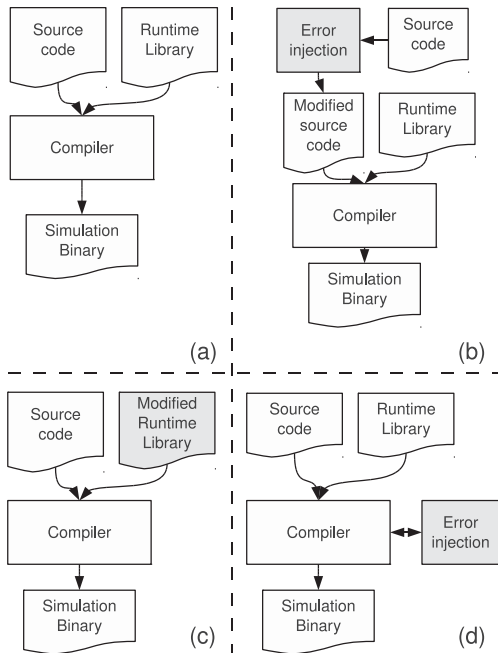 Source
code
Runtime
Library
Compiler
Simulation
Binary
(a)
Error
injection
Source
code
Modified
source
code
Runtime
Library
Compiler
Simulation
Binary
(b)
Source
code
Modified
Runtime
Library
Compiler
Simulation
Binary
(c)
Source
code
Runtime
Library
Compiler
Error
injection
Simulation
Binary
(d)